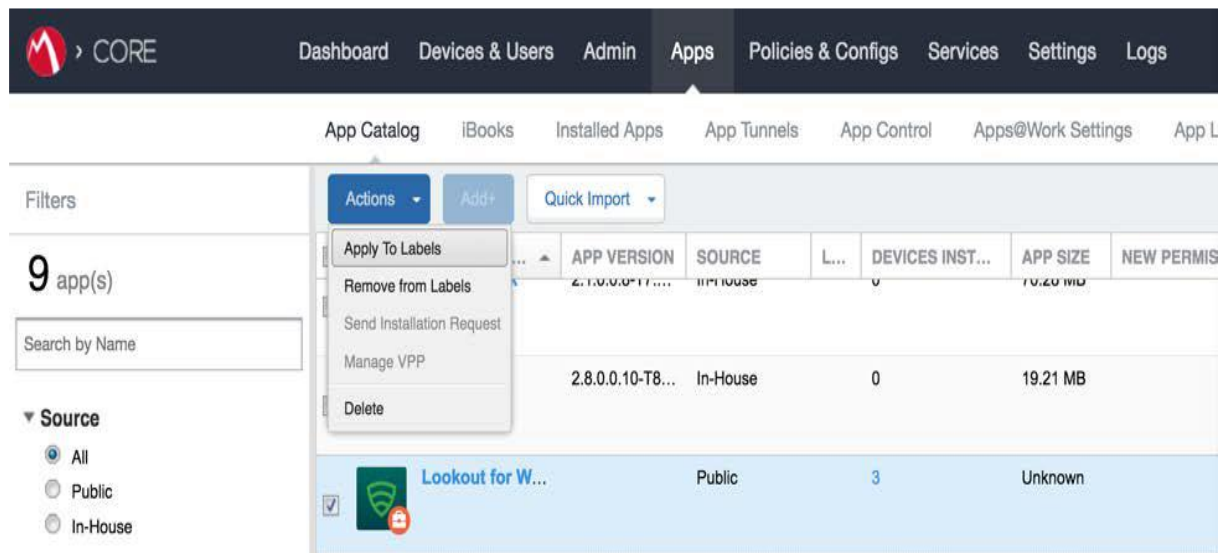 CORE
Dashboard Devices & Users Admin Apps Policies & Configs Services Settings Logs
App Catalog iBooks Installed Apps App Tunnels App Control Apps@Work Settings App L
Filters
Actions Add+ Quick Import
9 app(s)
Search by Name
Source
All
Public
In-House
Apply To Labels
Remove from Labels
Send Installation Request
Manage VPP
Delete
... APP VERSION SOURCE L... DEVICES INST... APP SIZE NEW PERMIS
In-House 0
2.8.0.0.10-T8... In-House 0 19.21 MB
Lookout for W... Public 3 Unknown